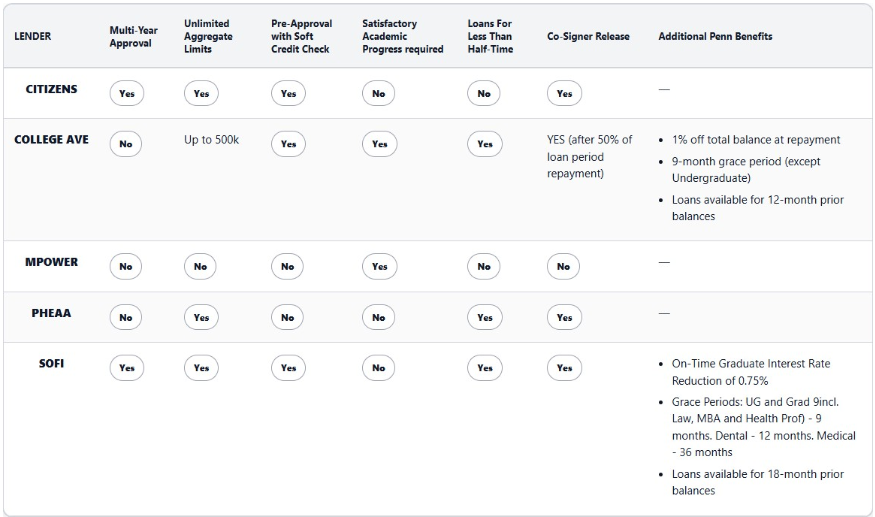 LENDER
Multi-Year
Approval
Unlimited
Aggregate
Limits
Pre-Approval
with Soft
Credit Check
Satisfactory
Academic
Progress required
Loans For
Less Than
Half-Time
Co-Signer Release
Additional Penn Benefits
CITIZENS
Yes
Yes
Yes
No
No
Yes
—
COLLEGE AVE
No
Up to 500k
Yes
Yes
Yes
YES (after 50% of
loan period
repayment)
• 1% off total balance at repayment
• 9-month grace period (except
Undergraduate)
• Loans available for 12-month prior
balances
MPOWER
No
No
No
Yes
No
No
—
PHEAA
No
Yes
No
No
Yes
Yes
—
SOFI
Yes
Yes
Yes
No
Yes
Yes
• On-Time Graduate Interest Rate
Reduction of 0.75%
• Grace Periods: UG and Grad 9incl.
Law, MBA and Health Prof) - 9
months. Dental - 12 months. Medical
- 36 months
• Loans available for 18-month prior
balances